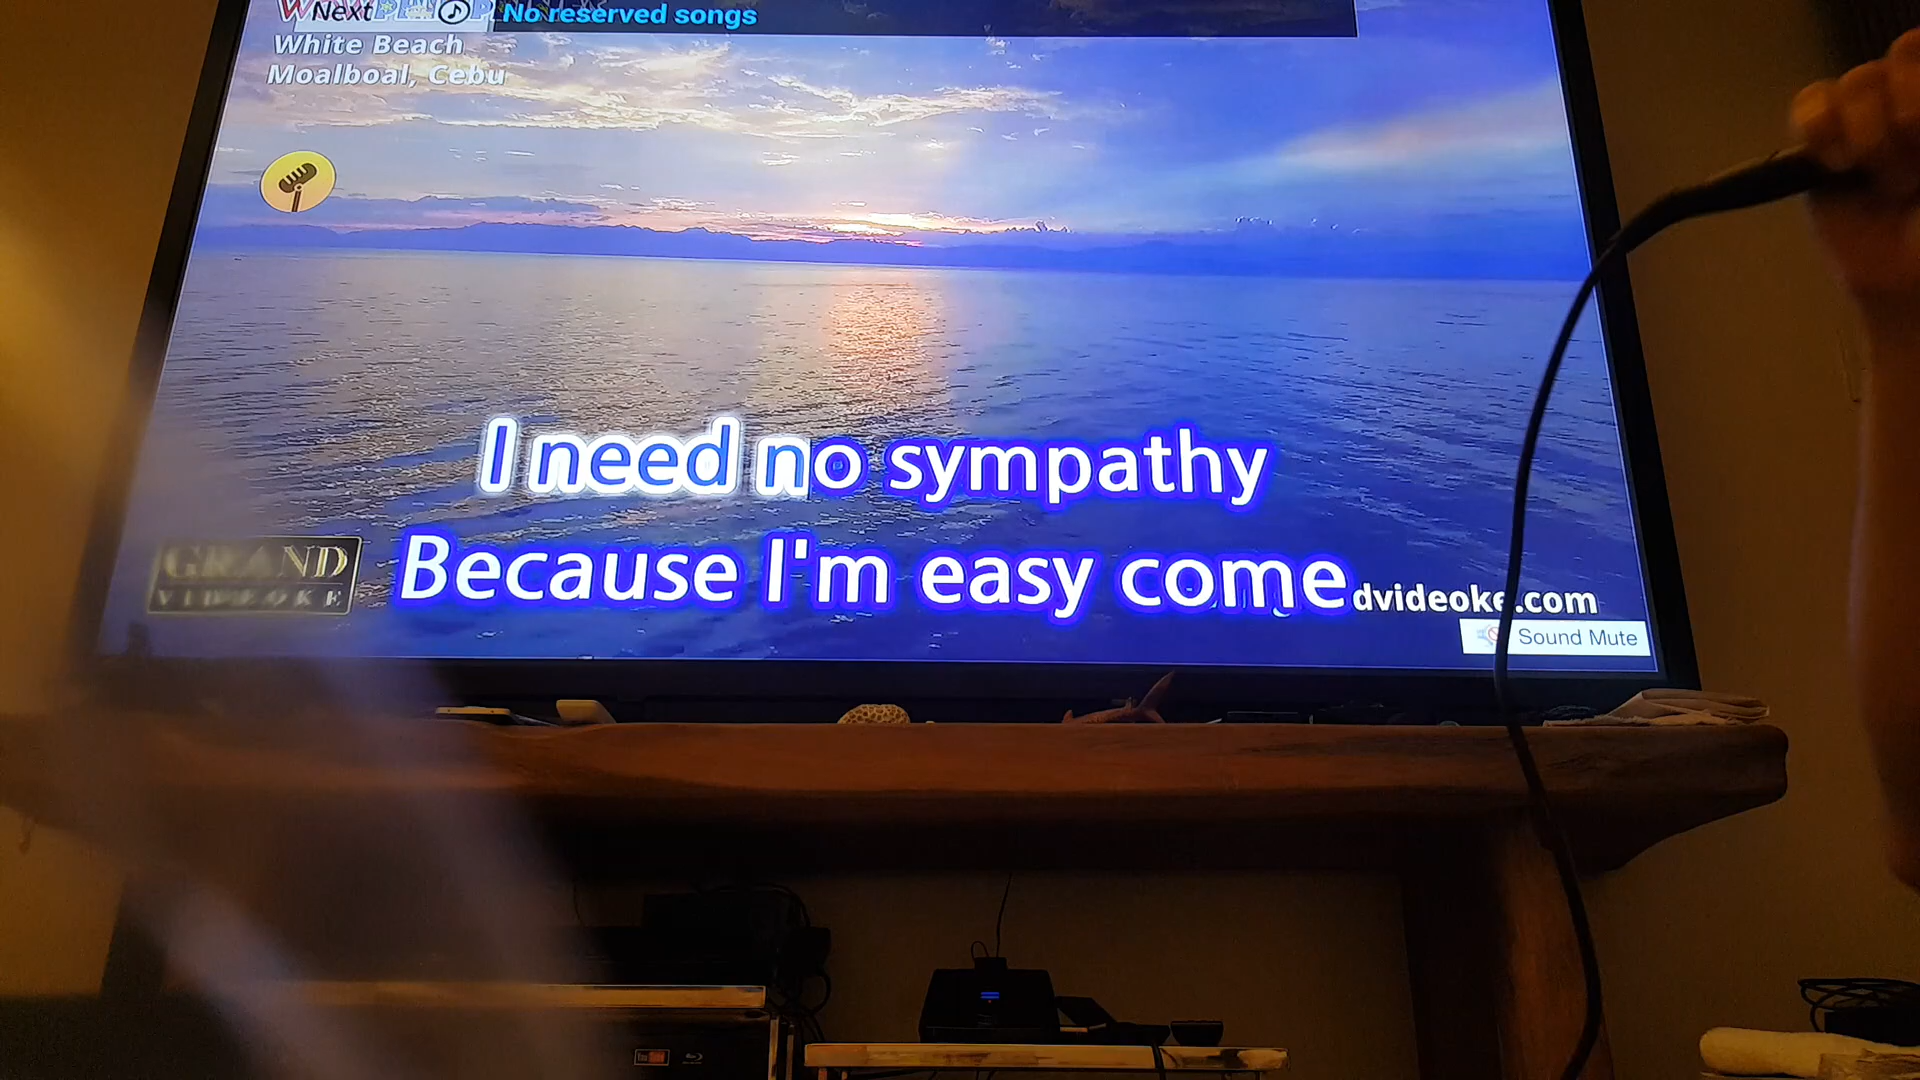 Next
No reserved songs
White Beach
Moalboal, Cebu
I need no sympathy
Because I'm easy come
GRAND
VIDEOKE
dvideoke.com
Sound Mute